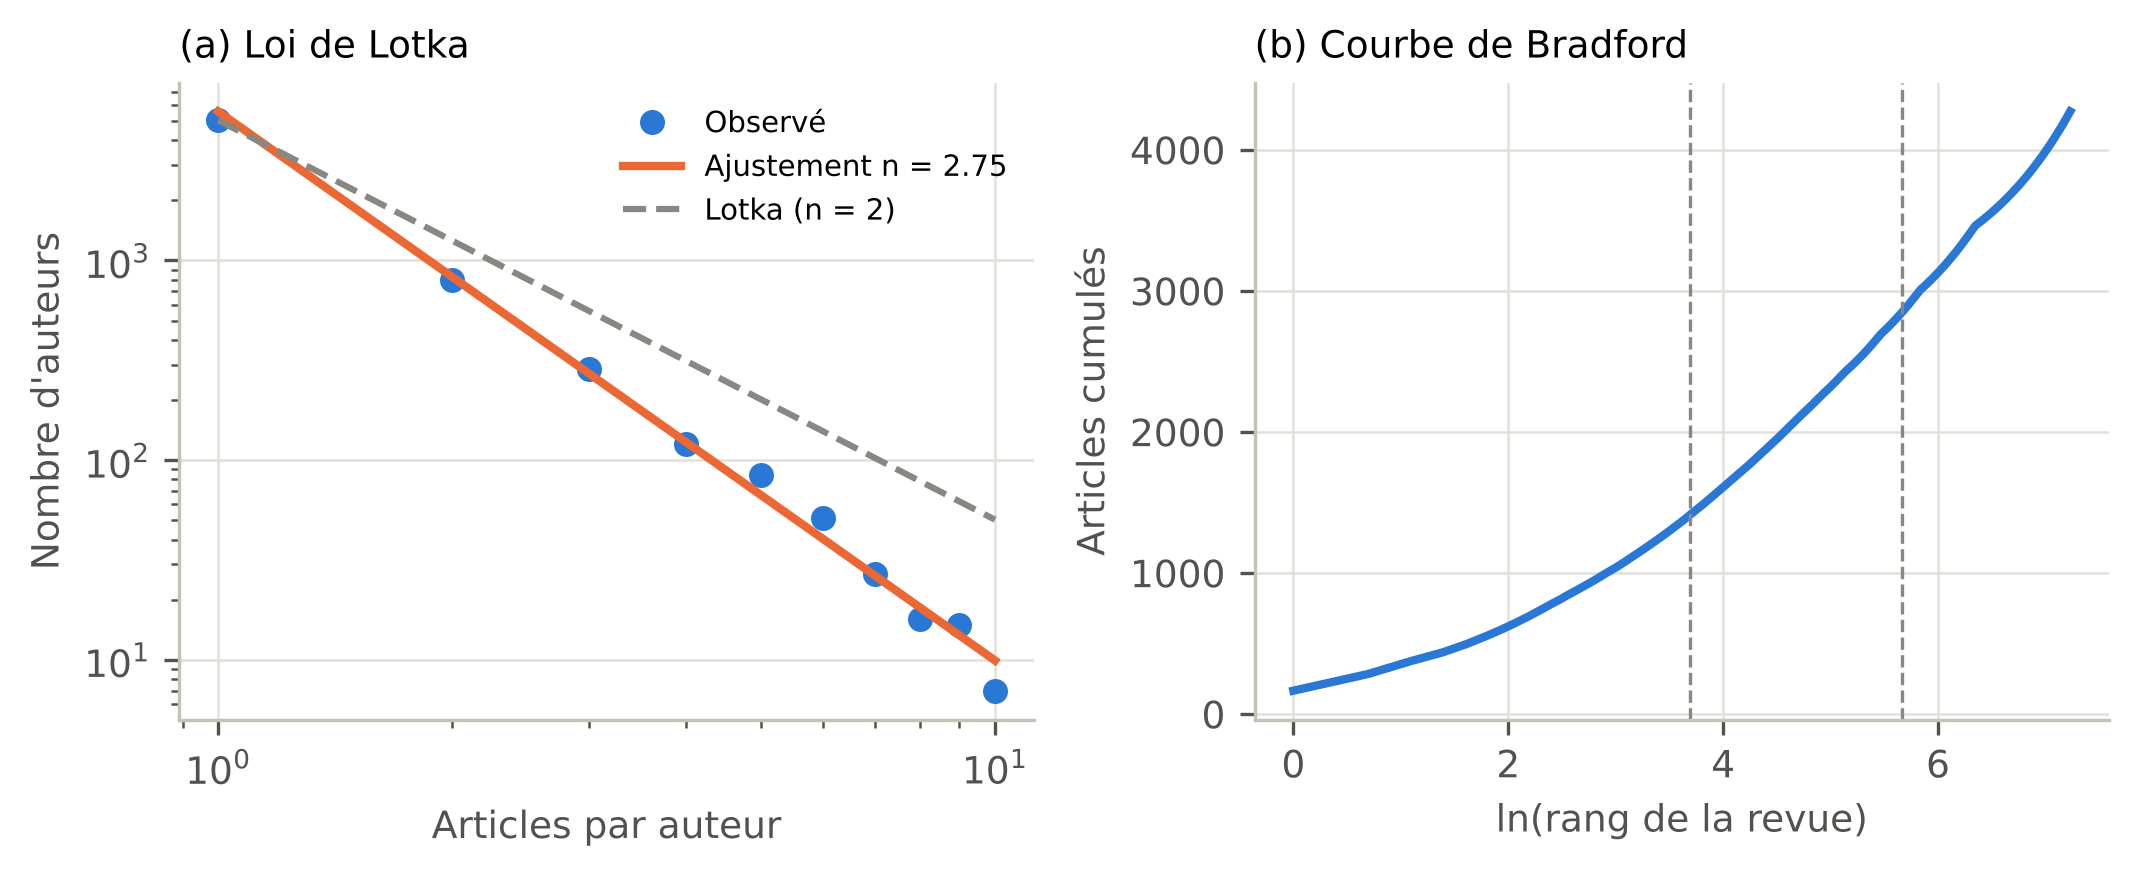 (a) Loi de Lotka
Observé
Ajustement n = 2.75
Lotka (n = 2)
Nombre d'auteurs
10³
10²
10¹
10⁰
10¹
Articles par auteur
(b) Courbe de Bradford
Articles cumulés
4000
3000
2000
1000
0
0
2
4
6
ln(rang de la revue)